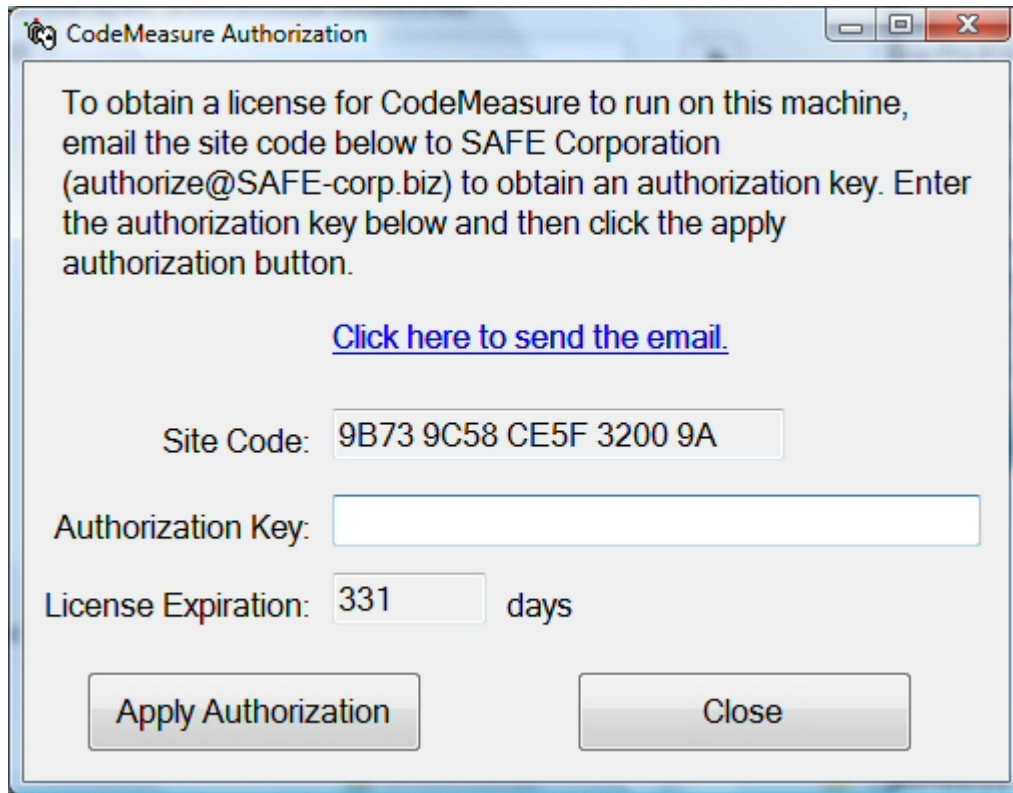 CodeMeasure Authorization
To obtain a license for CodeMeasure to run on this machine,
email the site code below to SAFE Corporation
(authorize@SAFE-corp.biz) to obtain an authorization key. Enter
the authorization key below and then click the apply
authorization button.
Click here to send the email.
Site Code: 9B73 9C58 CE5F 3200 9A
Authorization Key:
License Expiration: 331 days
Apply Authorization Close